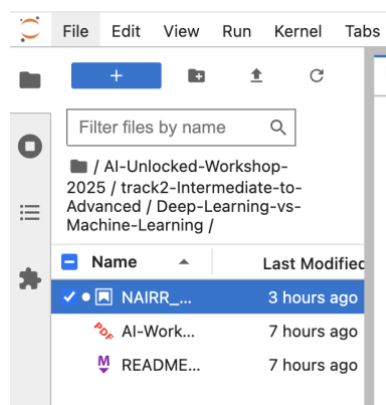 File Edit View Run Kernel Tabs
+
Filter files by name
/ AI-Unlocked-Workshop-
2025 / track2-Intermediate-to-
Advanced / Deep-Learning-vs-
Machine-Learning /
Name Last Modified
NAIRR_... 3 hours ago
PDF AI-Work... 7 hours ago
M README... 7 hours ago